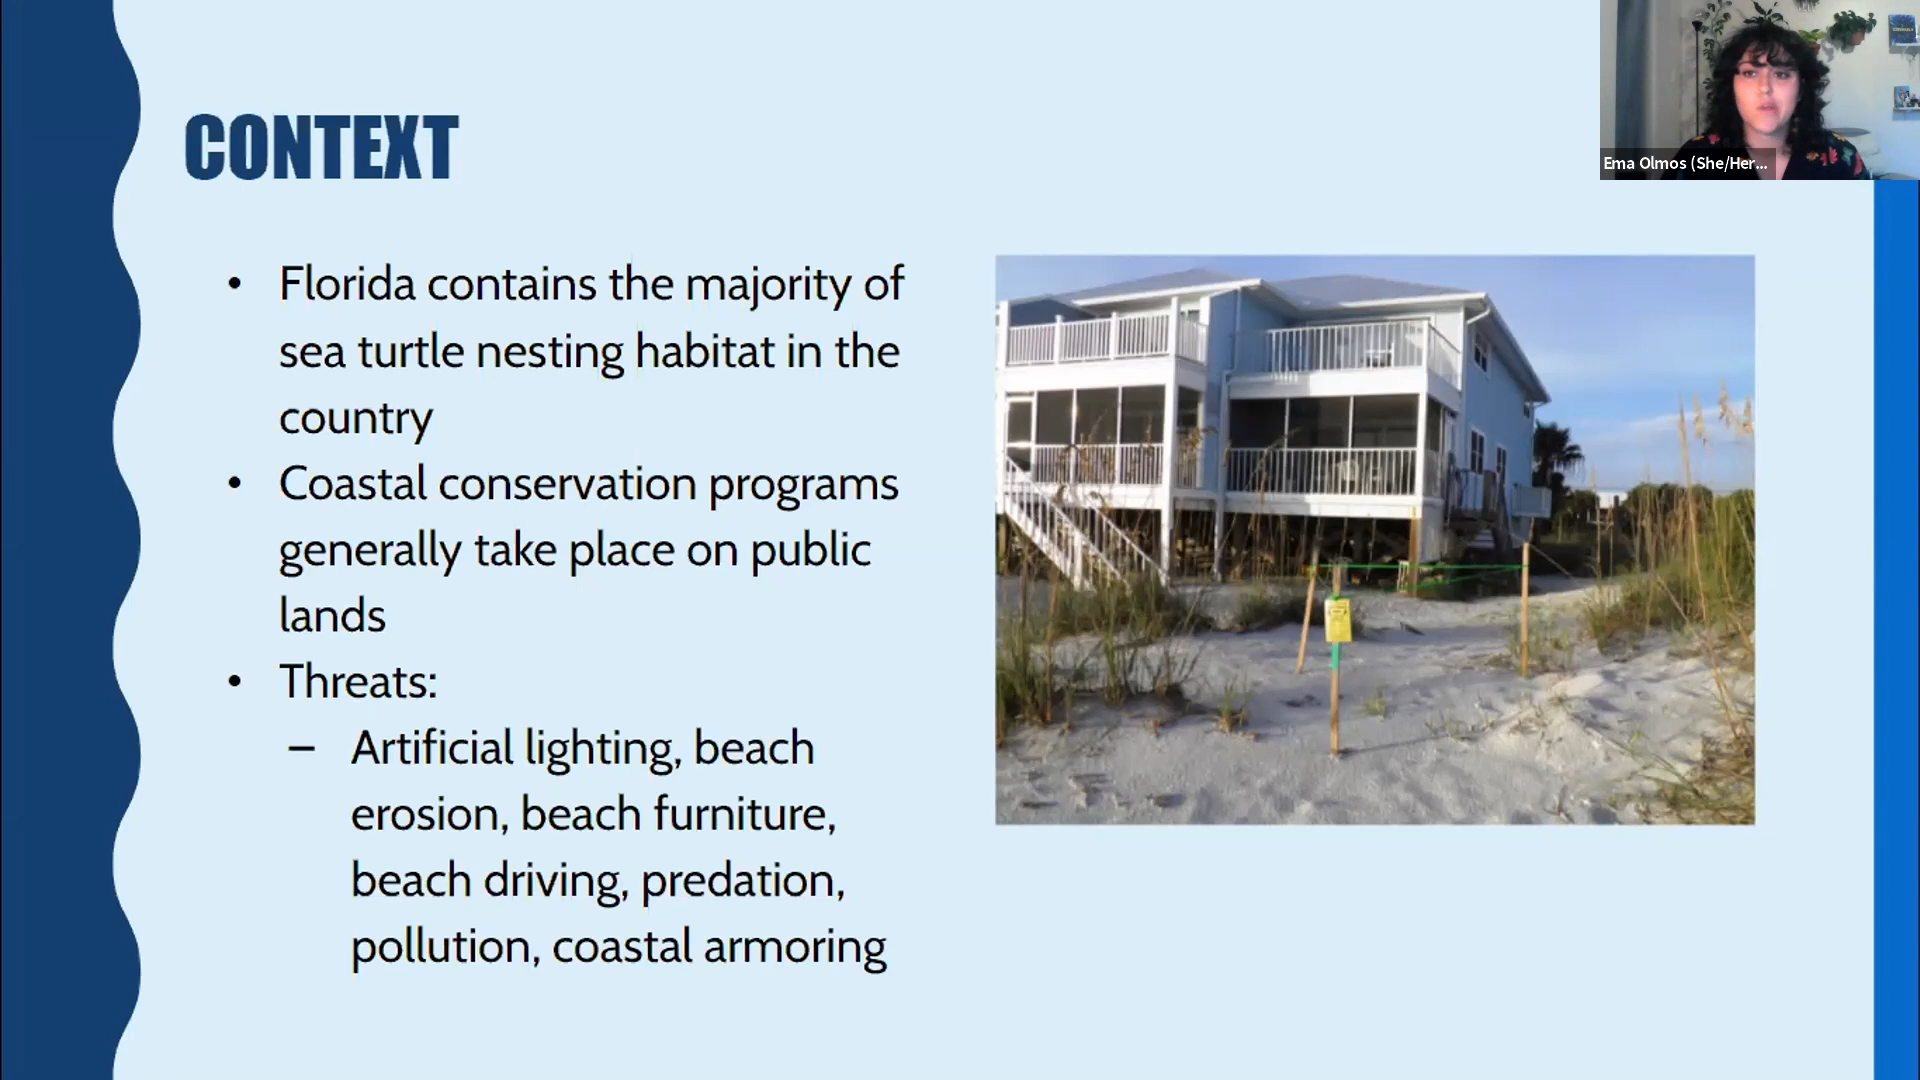 CONTEXT
• Florida contains the majority of
sea turtle nesting habitat in the
country
• Coastal conservation programs
generally take place on public
lands
• Threats:
– Artificial lighting, beach
erosion, beach furniture,
beach driving, predation,
pollution, coastal armoring
Ema Olmos (She/Her...